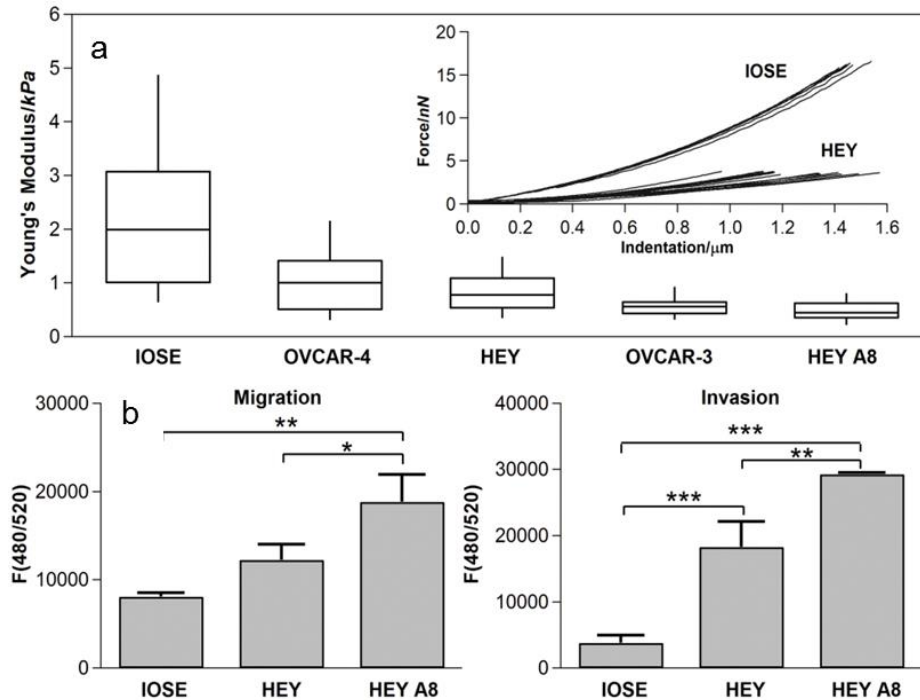 a
Young's Modulus/kPa
6
5
4
3
2
1
0
IOSE
OVCAR-4
HEY
OVCAR-3
HEY A8
Force/nN
20
15
10
5
0
IOSE
HEY
0.0 0.2 0.4 0.6 0.8 1.0 1.2 1.4 1.6
Indentation/μm
b
Migration
F(480/520)
30000
20000
10000
0
**
*
IOSE HEY HEY A8
Invasion
F(480/520)
40000
30000
20000
10000
0
***
**
***
IOSE HEY HEY A8